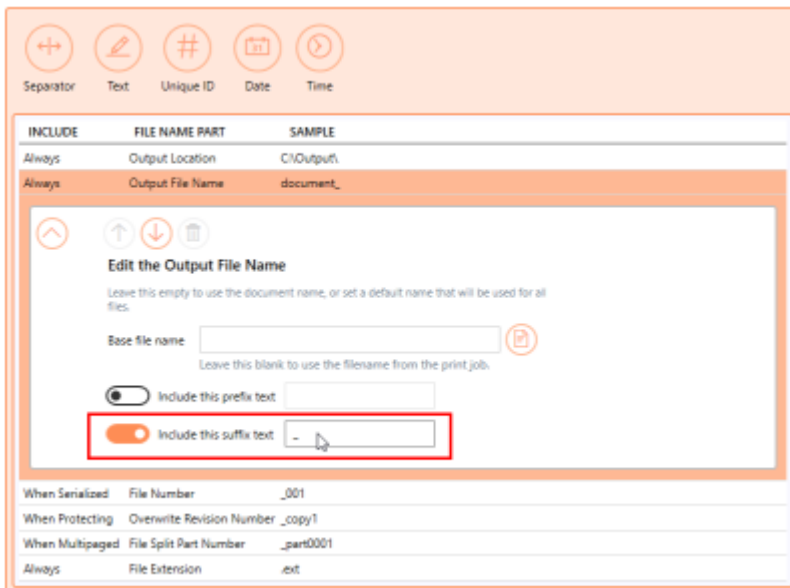 Separator Text Unique ID Date Time
INCLUDE FILE NAME PART SAMPLE
Always Output Location C:\Output\
Always Output File Name document_
Edit the Output File Name
Leave this empty to use the document name, or set a default name that will be used for all
files.
Base file name
Leave this blank to use the filename from the print job.
Include this prefix text
Include this suffix text _
When Serialized File Number _001
When Protecting Overwrite Revision Number _copy1
When Multipaged File Split Part Number _part0001
Always File Extension .ext